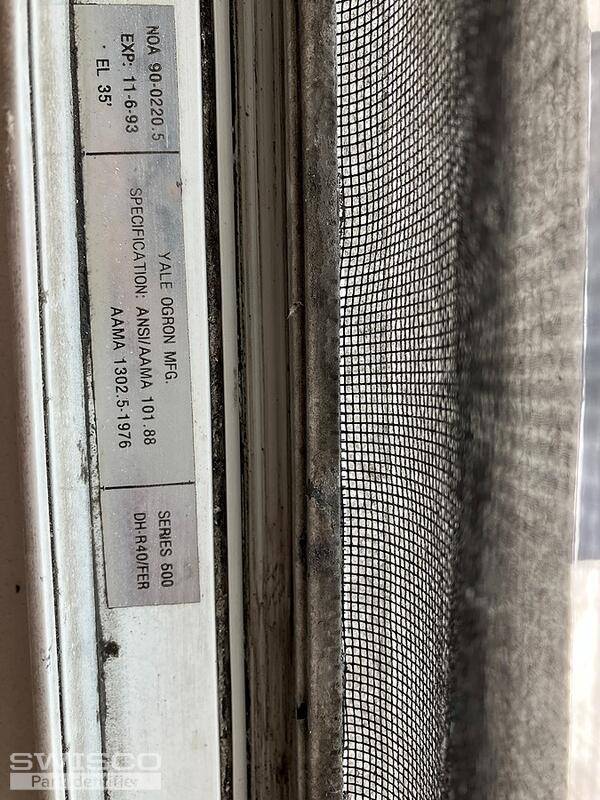 NOA 90-0220.5
EXP: 11-6-93
EL 35'
YALE OGRON MFG.
SPECIFICATION: ANSI/AAMA 101.88
AAMA 1302.5-1976
SERIES 500
DH-R40/FER
SWISCO
Part Identifier